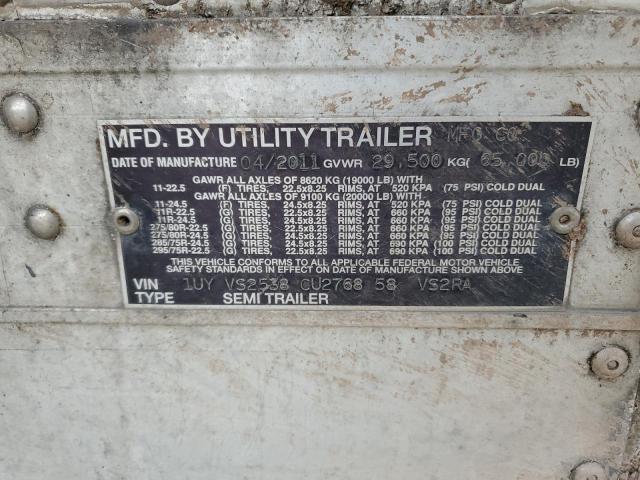 MFD. BY UTILITY TRAILER MFG CO.
DATE OF MANUFACTURE 04/2011 GVWR 29,500 KG( 65,000 LB)
GAWR ALL AXLES OF 8620 KG (19000 LB) WITH
11-22.5 (F) TIRES, 22.5x8.25 RIMS, AT 520 KPA (75 PSI) COLD DUAL
GAWR ALL AXLES OF 9100 KG (20000 LB) WITH
11-24.5 (F) TIRES, 24.5x8.25 RIMS, AT 520 KPA (75 PSI) COLD DUAL
11R-22.5 (G) TIRES, 22.5x8.25 RIMS, AT 660 KPA (95 PSI) COLD DUAL
11R-24.5 (G) TIRES, 24.5x8.25 RIMS, AT 660 KPA (95 PSI) COLD DUAL
275/80R-22.5 (G) TIRES, 22.5x8.25 RIMS, AT 660 KPA (95 PSI) COLD DUAL
275/80R-24.5 (G) TIRES, 24.5x8.25 RIMS, AT 660 KPA (95 PSI) COLD DUAL
285/75R-24.5 (G) TIRES, 24.5x8.25 RIMS, AT 690 KPA (100 PSI) COLD DUAL
295/75R-22.5 (G) TIRES, 22.5x8.25 RIMS, AT 690 KPA (100 PSI) COLD DUAL
THIS VEHICLE CONFORMS TO ALL APPLICABLE FEDERAL MOTOR VEHICLE
SAFETY STANDARDS IN EFFECT ON DATE OF MANUFACTURE SHOWN ABOVE
VIN 1UY VS2538 CU2768 58 VS2RA
TYPE SEMI TRAILER